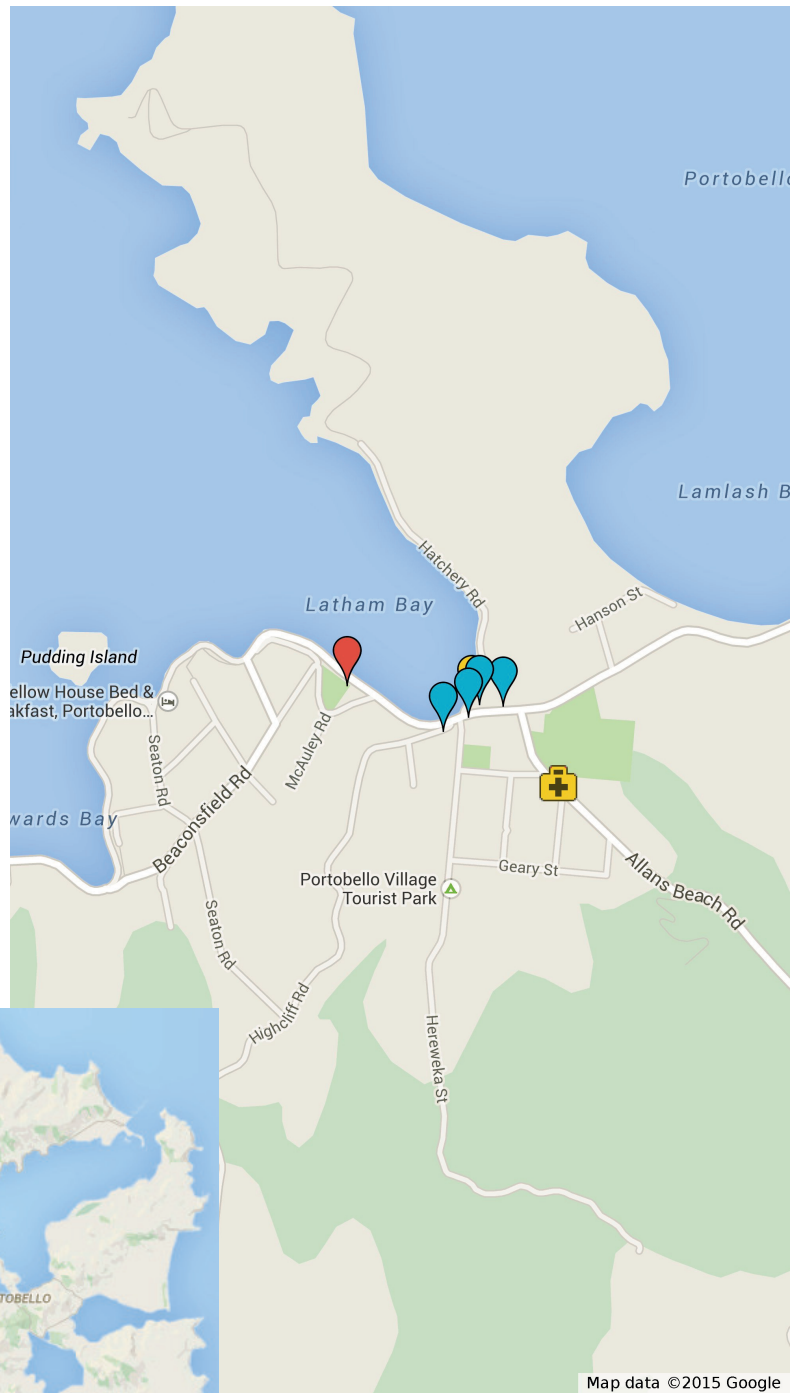 Portobello
Lamlash B
Hatchery Rd
Hanson St
Latham Bay
Pudding Island
ellow House Bed &
akfast, Portobello...
McAuley Rd
Seaton Rd
Beaconsfield Rd
wards Bay
Geary St
Allans Beach Rd
Portobello Village
Tourist Park
Seaton Rd
Highcliff Rd
Hereweka St
TOBELLO
Map data ©2015 Google